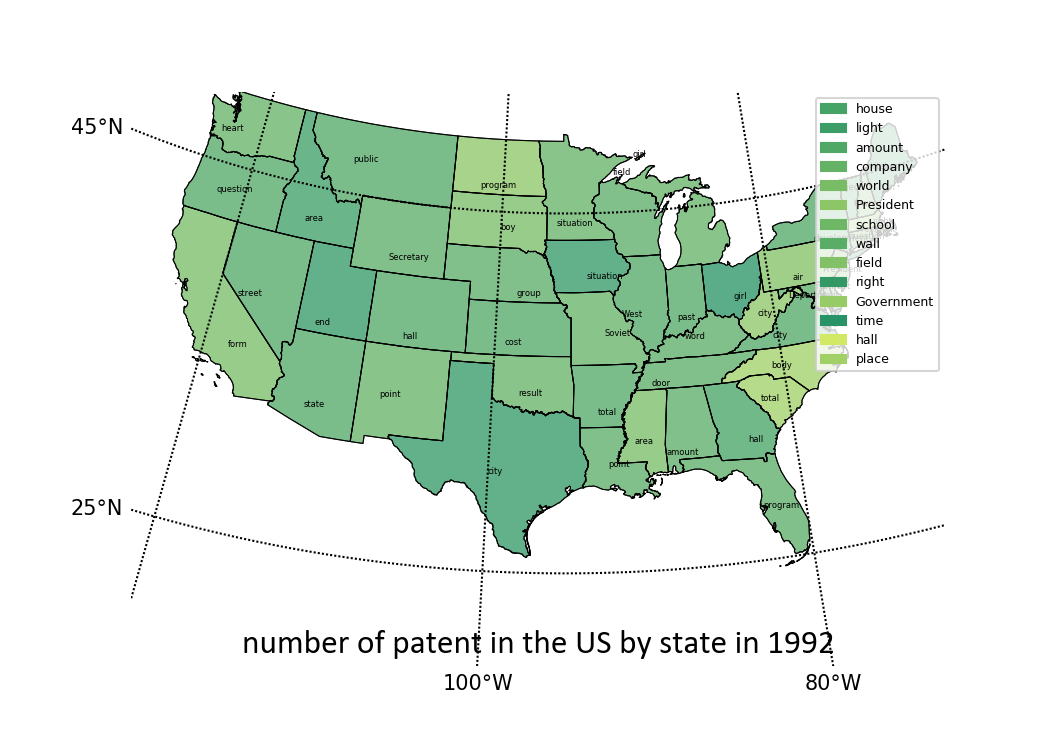 45°N
25°N
100°W
80°W
heart
question
area
public
program
boy
situation
field
girl
Secretary
street
form
end
hall
group
cost
situation
West
Soviet
past
word
girl
air
city
city
body
total
door
state
point
result
total
area
amount
hall
point
city
program
house
light
amount
company
world
President
school
wall
field
right
Government
time
hall
place
number of patent in the US by state in 1992